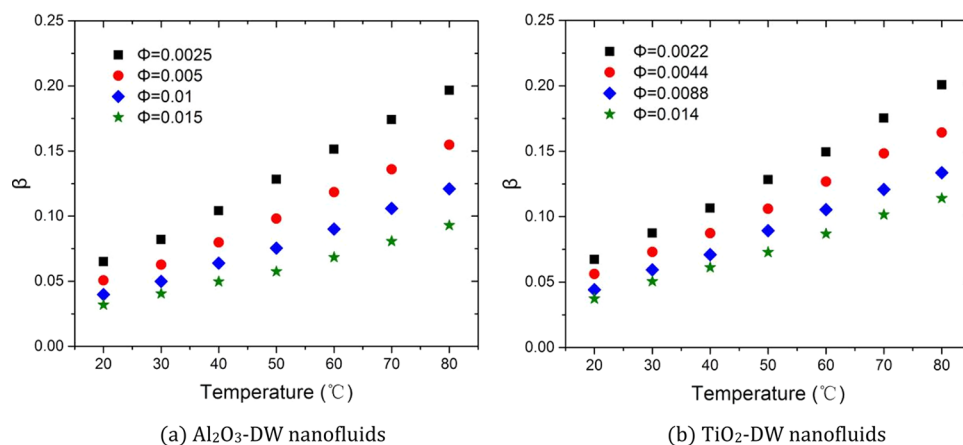 0.25
0.20
0.15
0.10
0.05
0.00
β
Φ=0.0025
Φ=0.005
Φ=0.01
Φ=0.015
20 30 40 50 60 70 80
Temperature (℃)
(a) Al₂O₃-DW nanofluids
0.25
0.20
0.15
0.10
0.05
0.00
β
Φ=0.0022
Φ=0.0044
Φ=0.0088
Φ=0.014
20 30 40 50 60 70 80
Temperature (℃)
(b) TiO₂-DW nanofluids